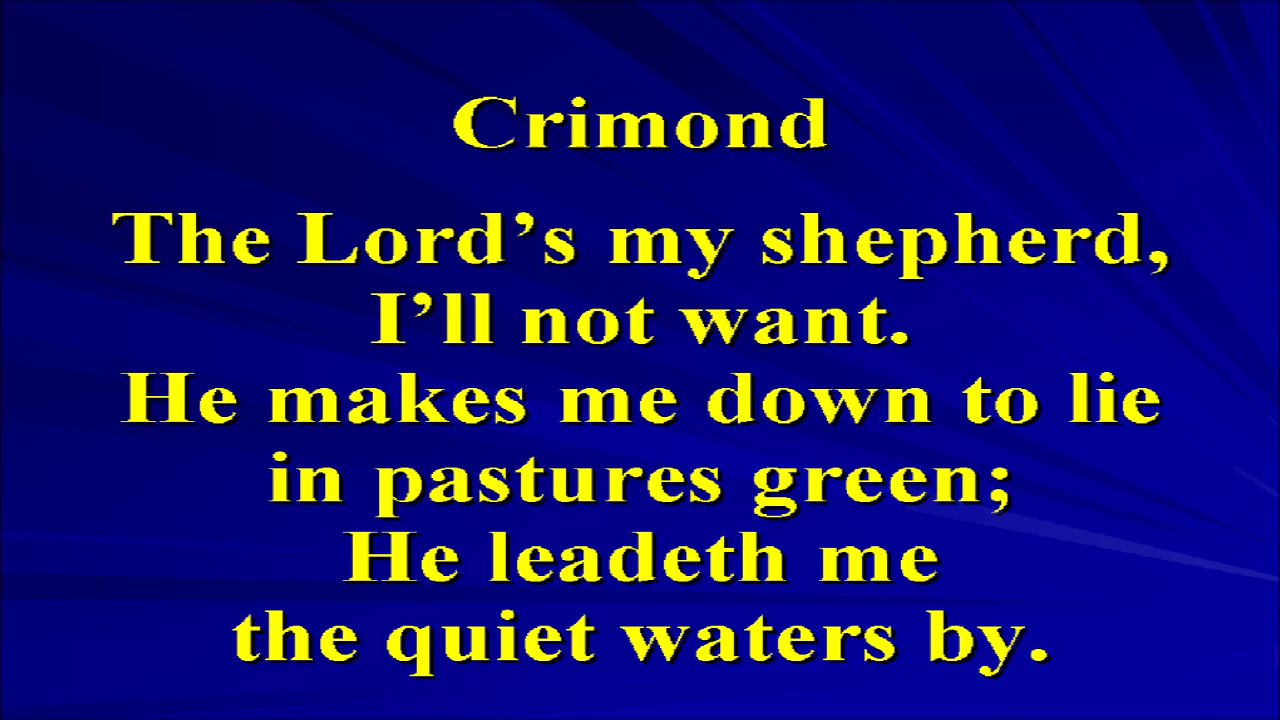 Crimond
The Lord’s my shepherd,
I’ll not want.
He makes me down to lie
in pastures green;
He leadeth me
the quiet waters by.